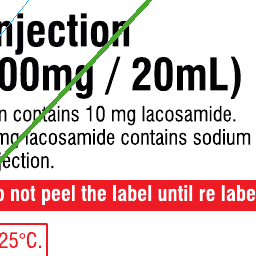 njection
00mg / 20mL)
n contains 10 mg lacosamide.
mg lacosamide contains sodium
jection.
o not peel the label until re labe
25°C.